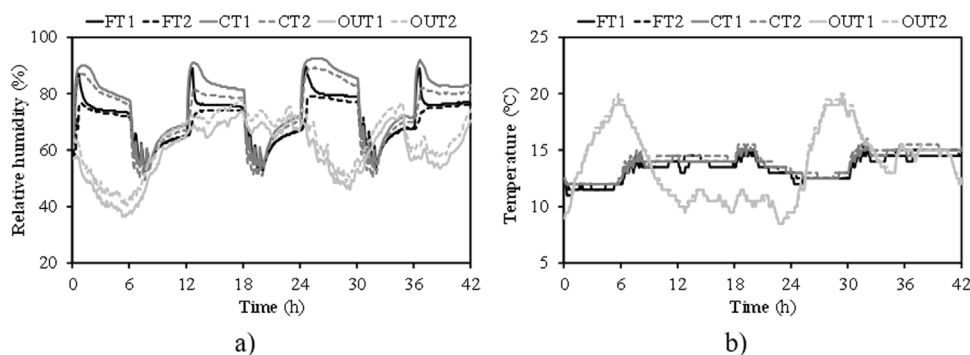 FT1 FT2 CT1 CT2 OUT1 OUT2
Relative humidity (%)
100
80
60
40
20
0 6 12 18 24 30 36 42
Time (h)
a)
FT1 FT2 CT1 CT2 OUT1 OUT2
Temperature (ºC)
25
20
15
10
5
0 6 12 18 24 30 36 42
Time (h)
b)